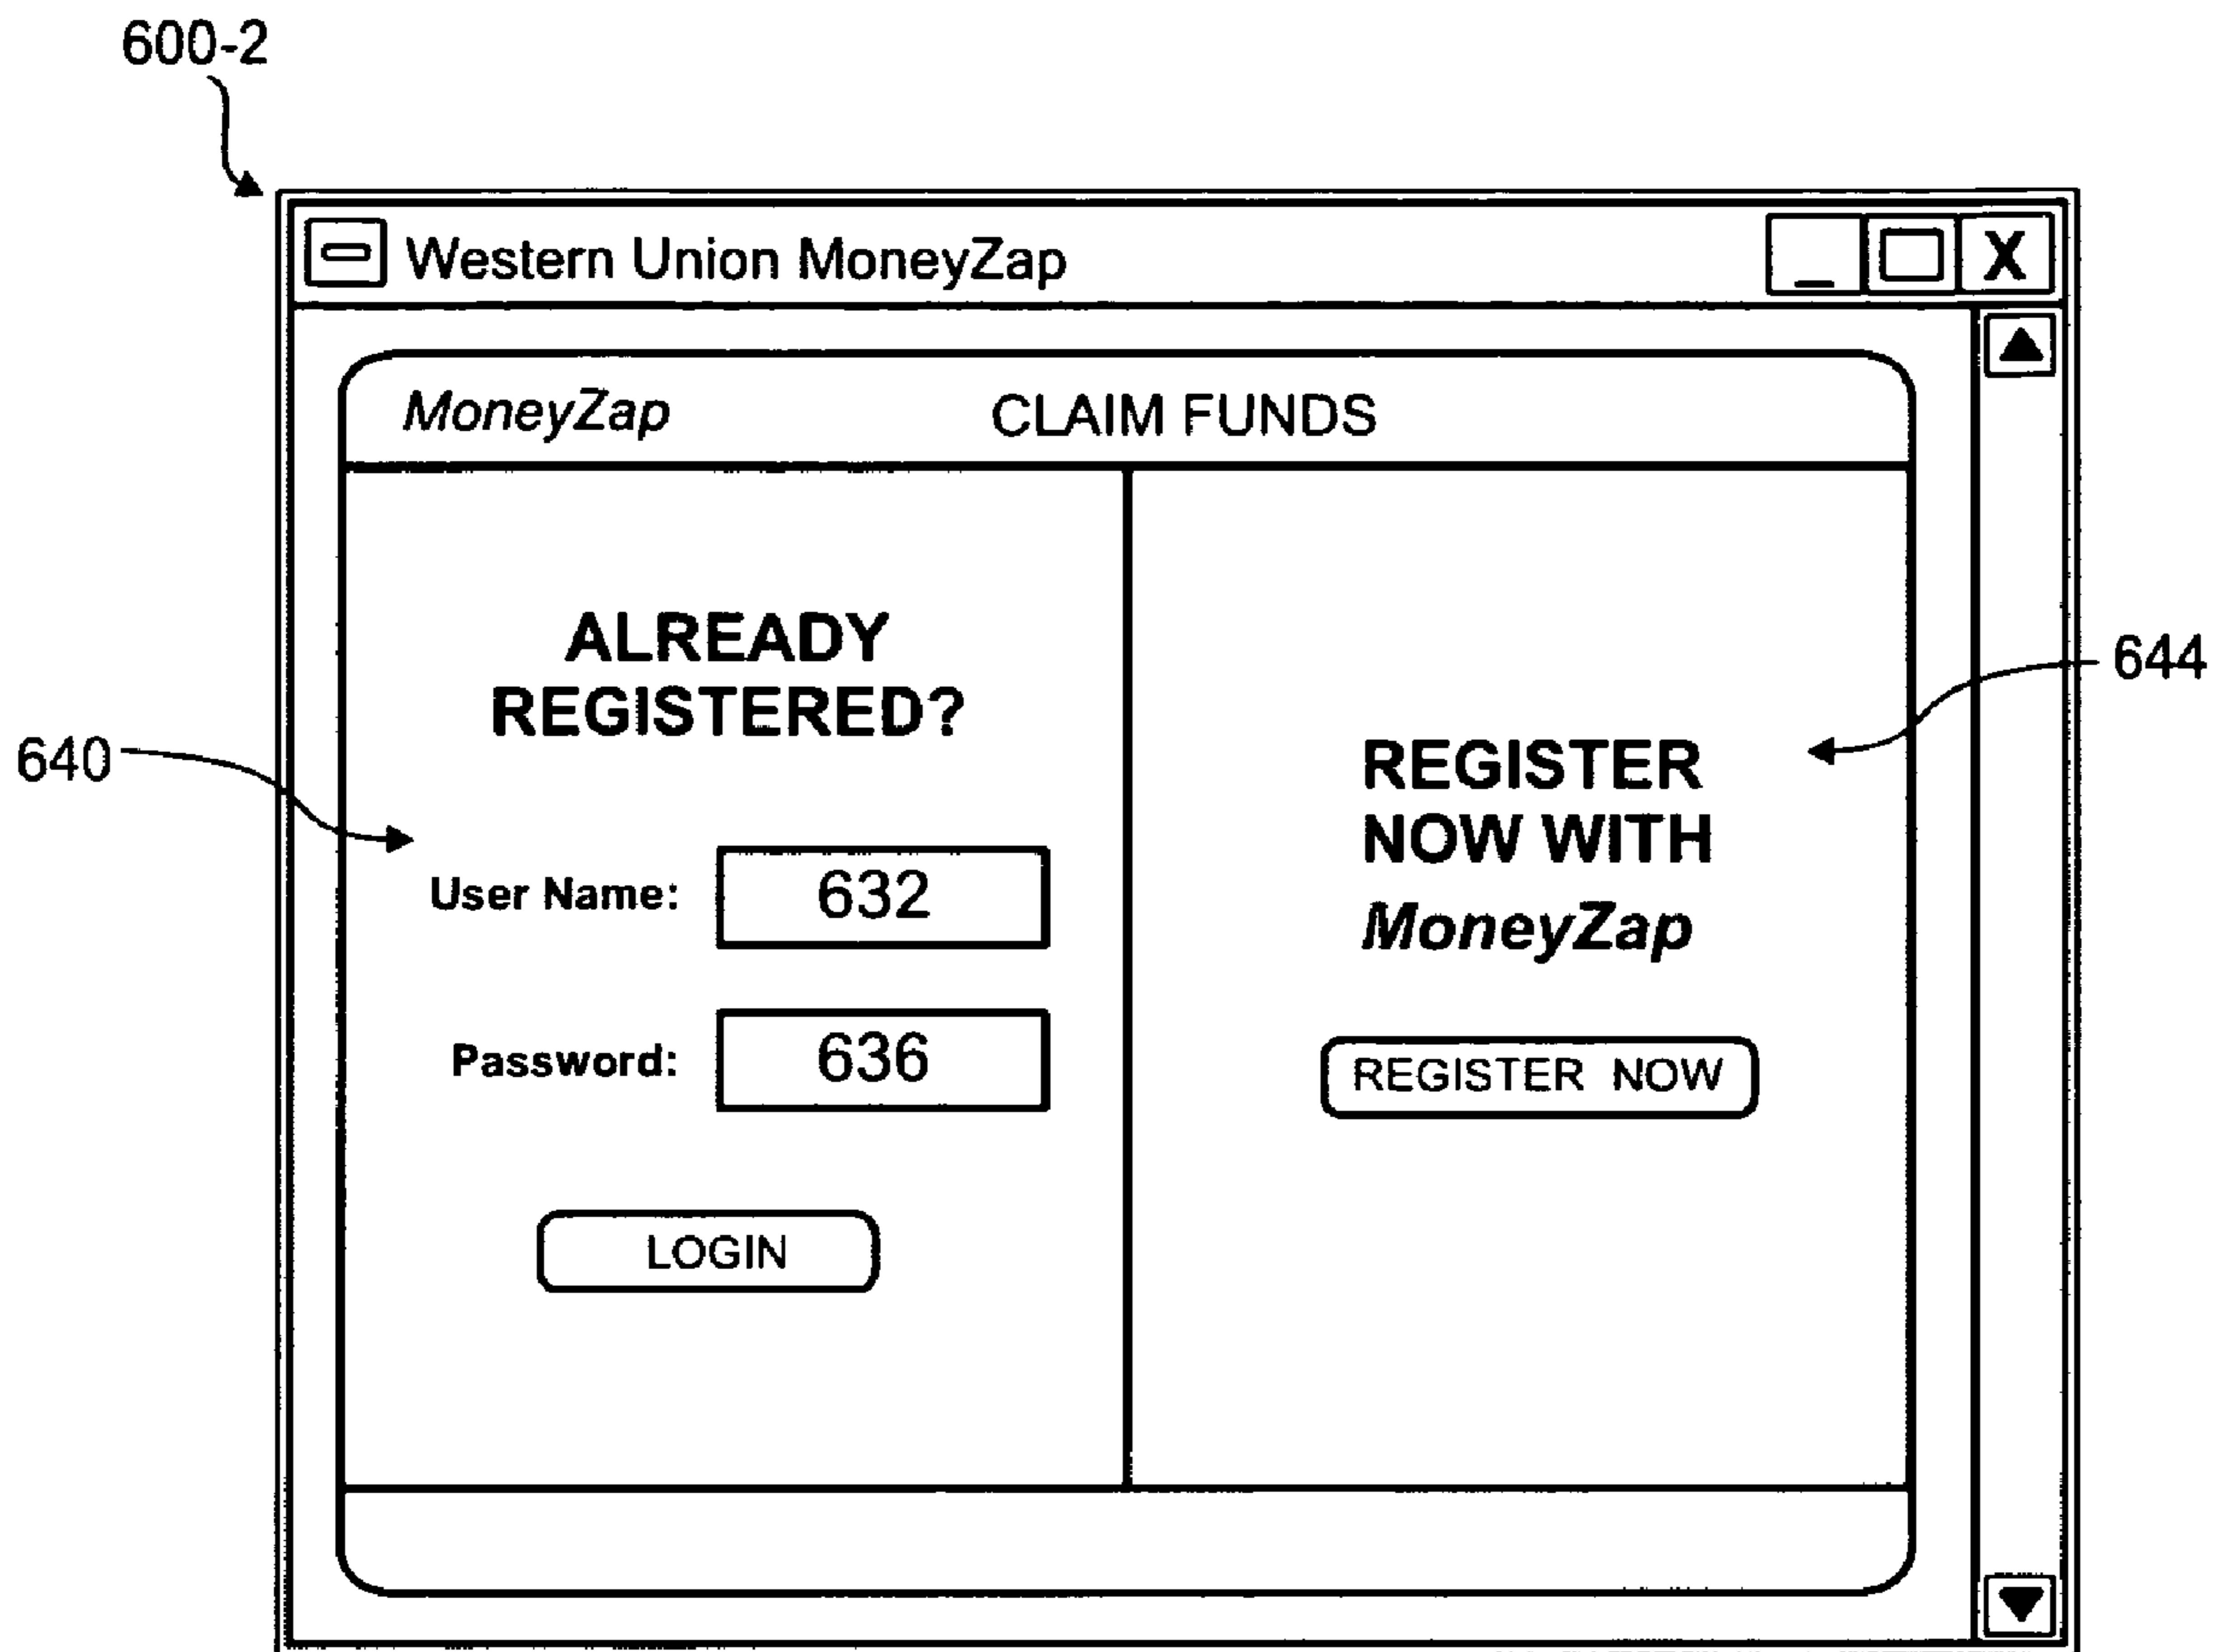 600-2
Western Union MoneyZap
_ X
MoneyZap CLAIM FUNDS
ALREADY
REGISTERED?
640
User Name: 632
Password: 636
LOGIN
644
REGISTER
NOW WITH
MoneyZap
REGISTER NOW